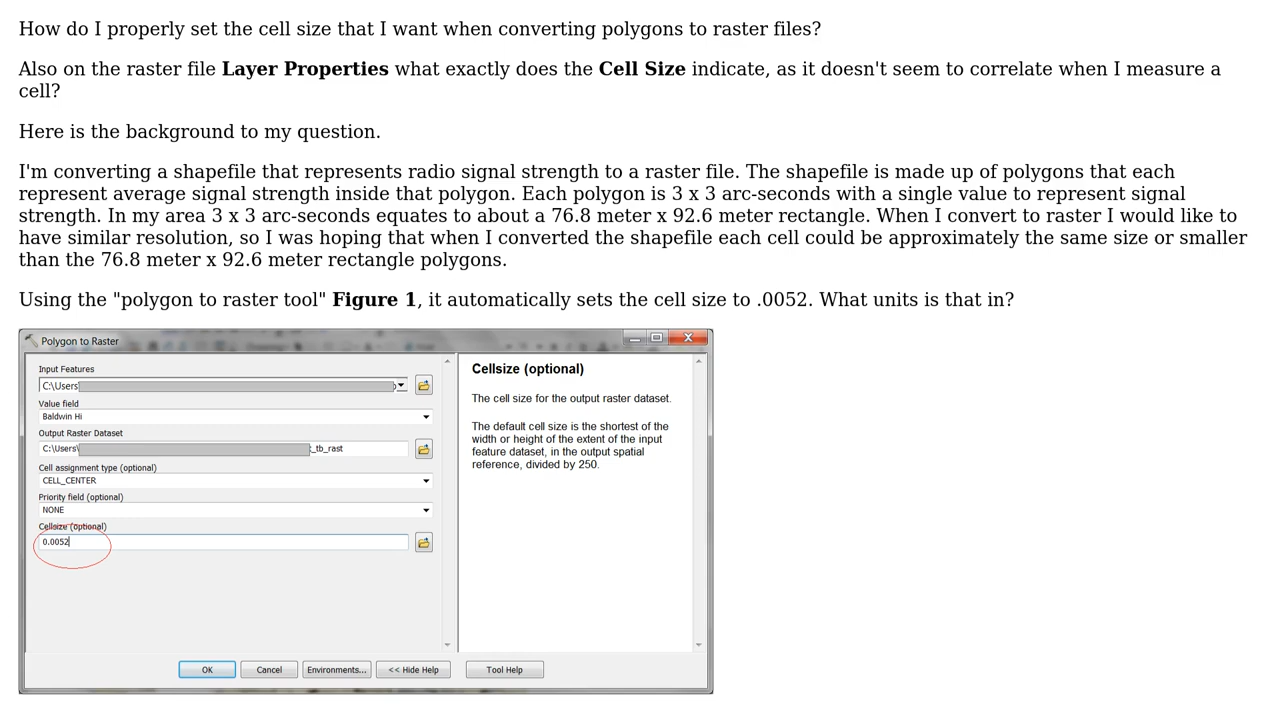 How do I properly set the cell size that I want when converting polygons to raster files?
Also on the raster file Layer Properties what exactly does the Cell Size indicate, as it doesn't seem to correlate when I measure a
cell?
Here is the background to my question.
I'm converting a shapefile that represents radio signal strength to a raster file. The shapefile is made up of polygons that each
represent average signal strength inside that polygon. Each polygon is 3 x 3 arc-seconds with a single value to represent signal
strength. In my area 3 x 3 arc-seconds equates to about a 76.8 meter x 92.6 meter rectangle. When I convert to raster I would like to
have similar resolution, so I was hoping that when I converted the shapefile each cell could be approximately the same size or smaller
than the 76.8 meter x 92.6 meter rectangle polygons.
Using the "polygon to raster tool" Figure 1, it automatically sets the cell size to .0052. What units is that in?
Polygon to Raster
Input Features
C:\Users\
Value field
Baldwin Hi
Output Raster Dataset
C:\Users\ :_tb_rast
Cell assignment type (optional)
CELL_CENTER
Priority field (optional)
NONE
Cellsize (optional)
0.0052
OK
Cancel
Environments...
<< Hide Help
Tool Help
Cellsize (optional)
The cell size for the output raster dataset.
The default cell size is the shortest of the
width or height of the extent of the input
feature dataset, in the output spatial
reference, divided by 250.